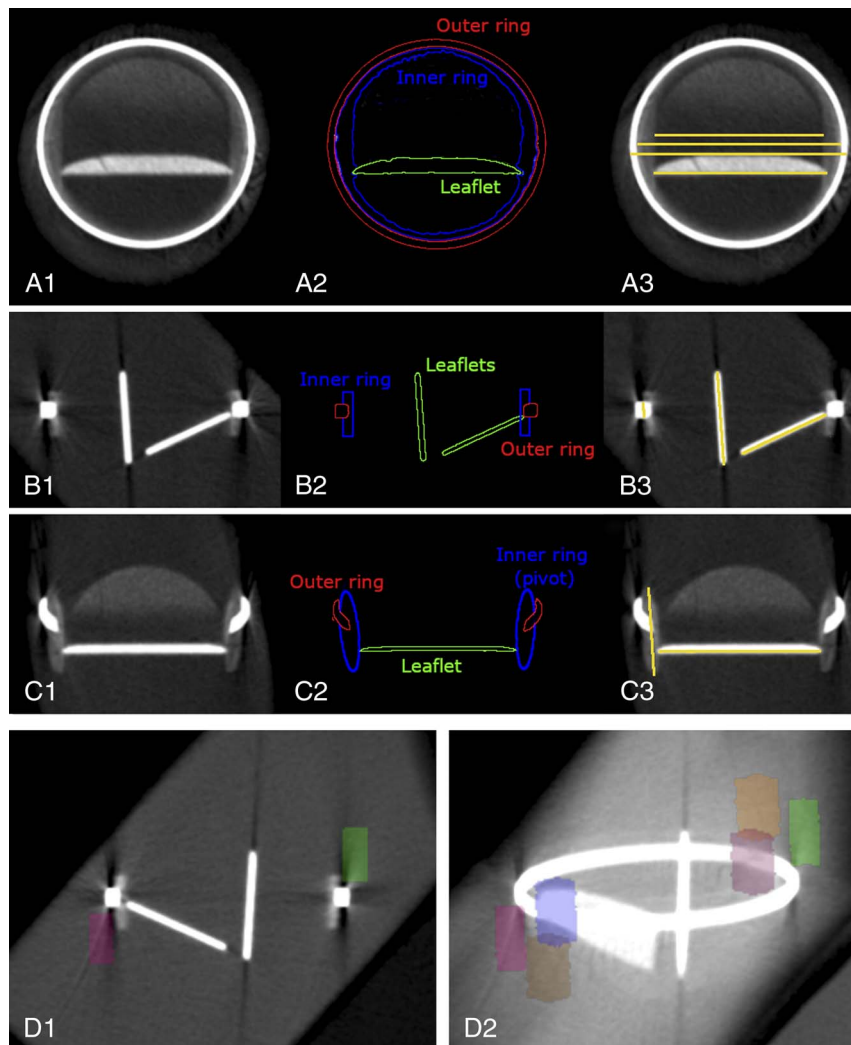 Outer ring
Inner ring
Leaflet
A1
A2
A3
Leaflets
Inner ring
Outer ring
B1
B2
B3
Inner ring
(pivot)
Outer ring
Leaflet
C1
C2
C3
D1
D2